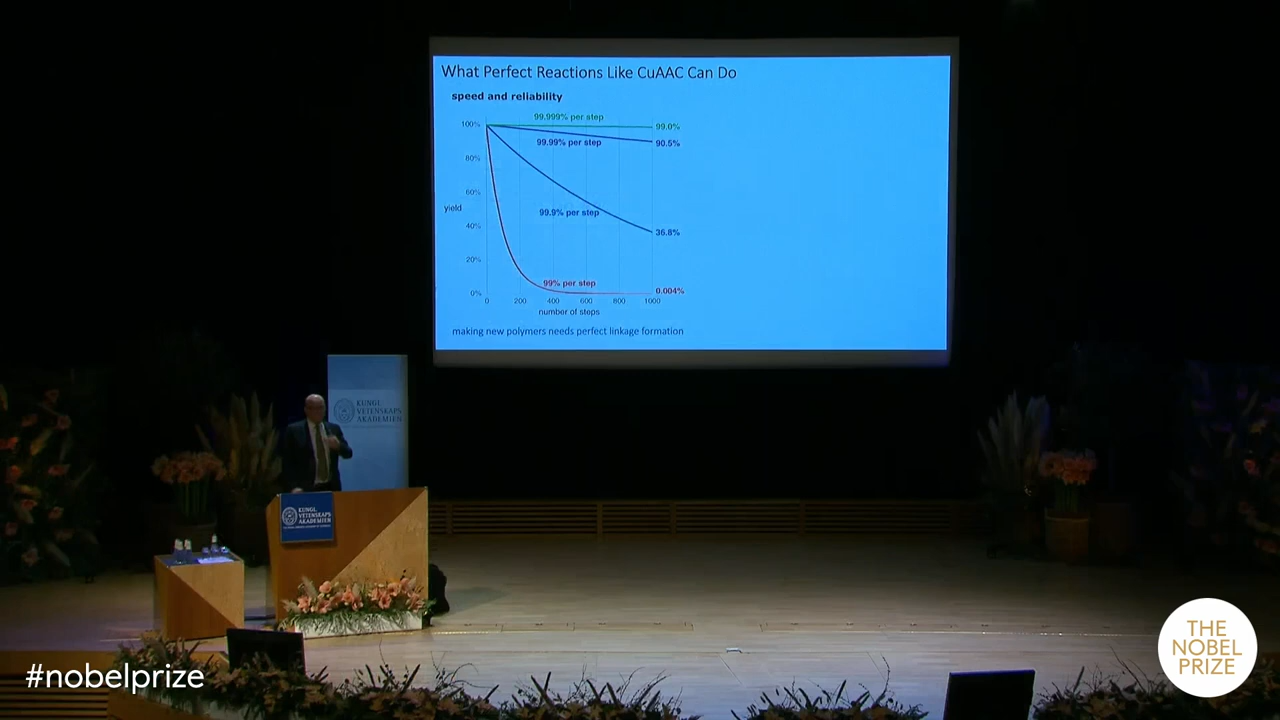 What Perfect Reactions Like CuAAC Can Do
speed and reliability
99.999% per step
100%
99.0%
99.99% per step
90.5%
80%
60%
yield
99.9% per step
40%
36.8%
20%
99% per step
0.004%
0%
0 200 400 600 800 1000
number of steps
making new polymers needs perfect linkage formation
KUNGL.
VETENSKAPS
AKADEMIEN
KUNGL.
VETENSKAPS
AKADEMIEN
THE
NOBEL
PRIZE
#nobelprize